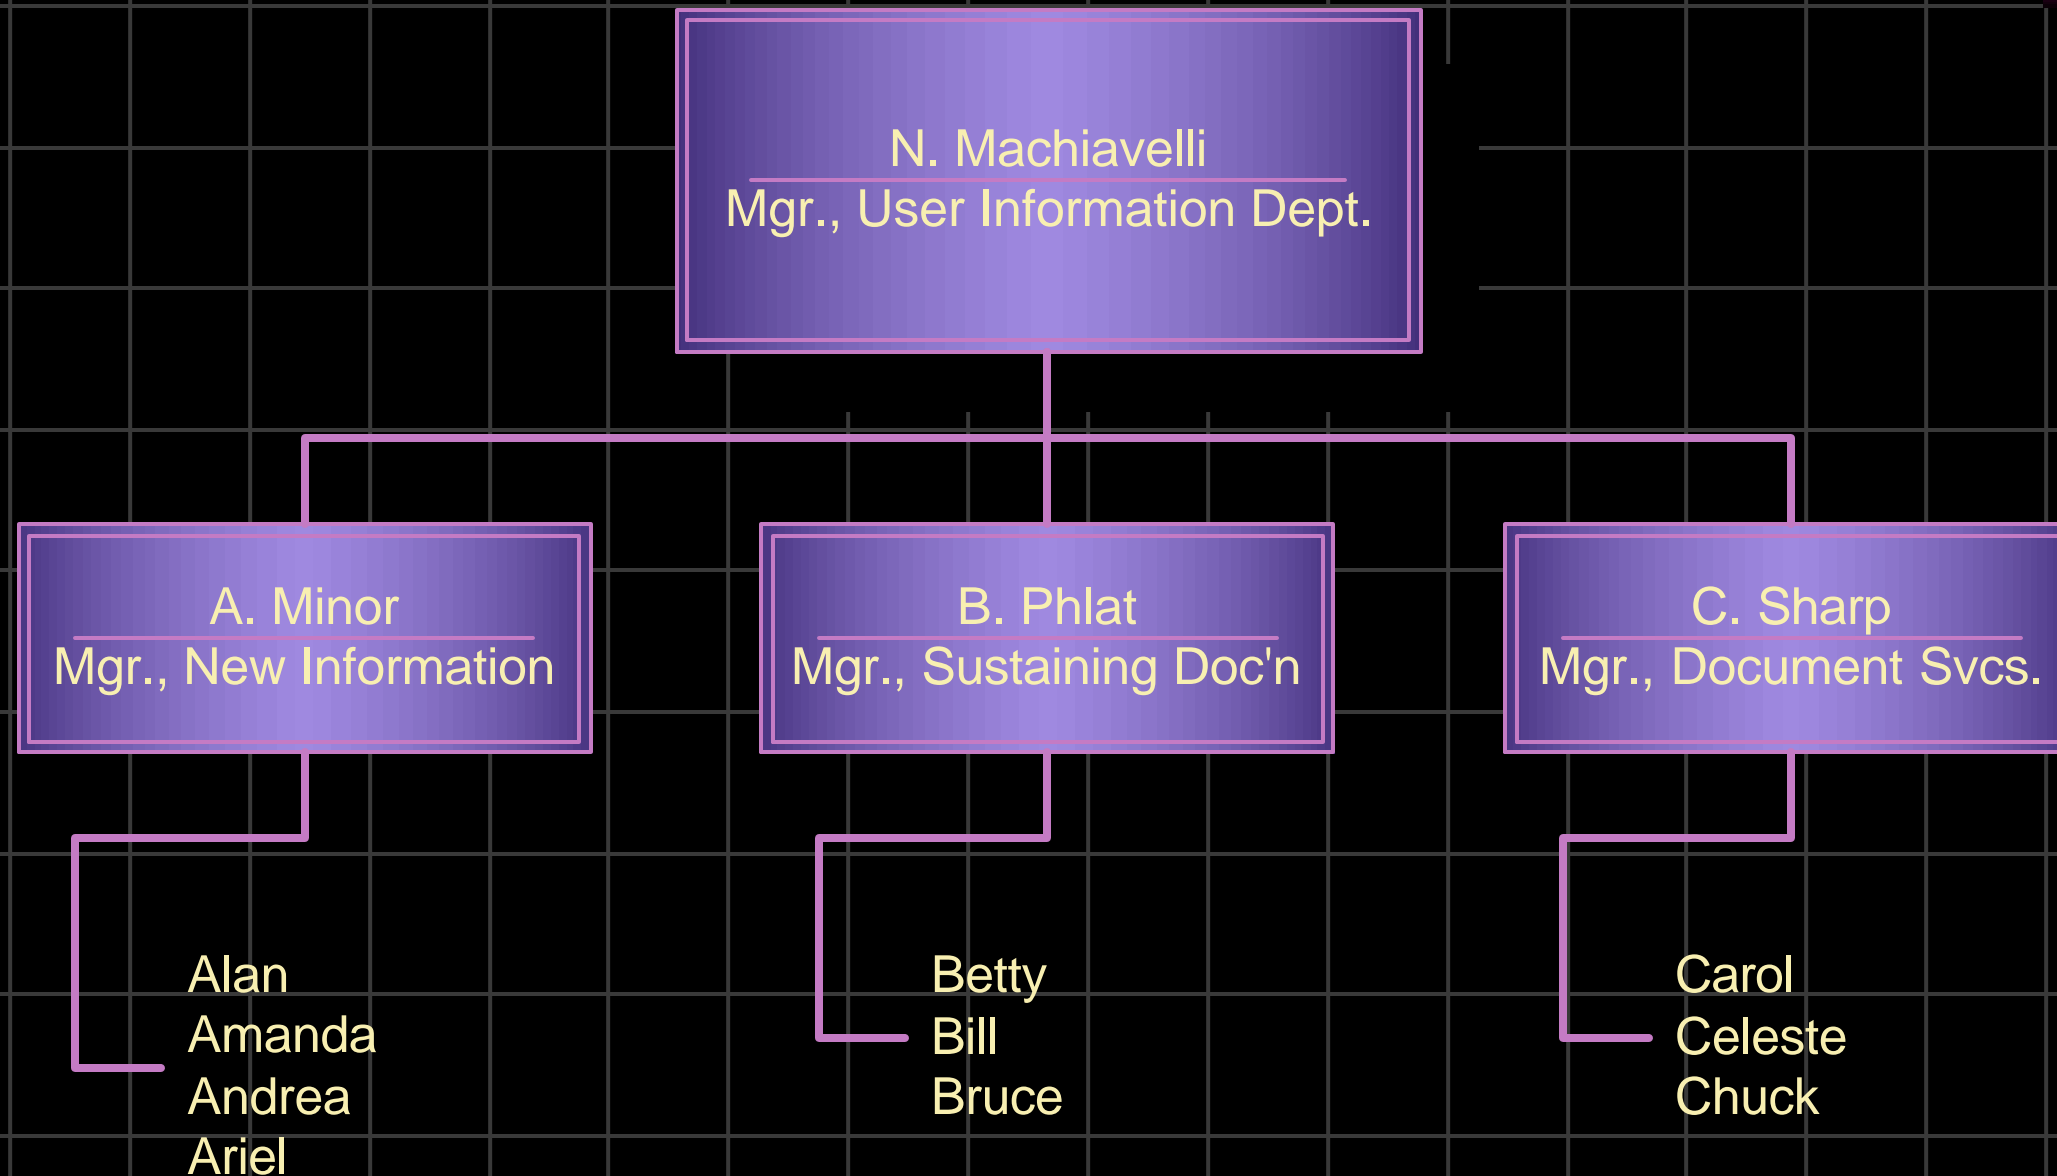 N. Machiavelli
Mgr., User Information Dept.
A. Minor
Mgr., New Information
B. Phlat
Mgr., Sustaining Doc'n
C. Sharp
Mgr., Document Svcs.
Alan
Amanda
Andrea
Ariel
Betty
Bill
Bruce
Carol
Celeste
Chuck